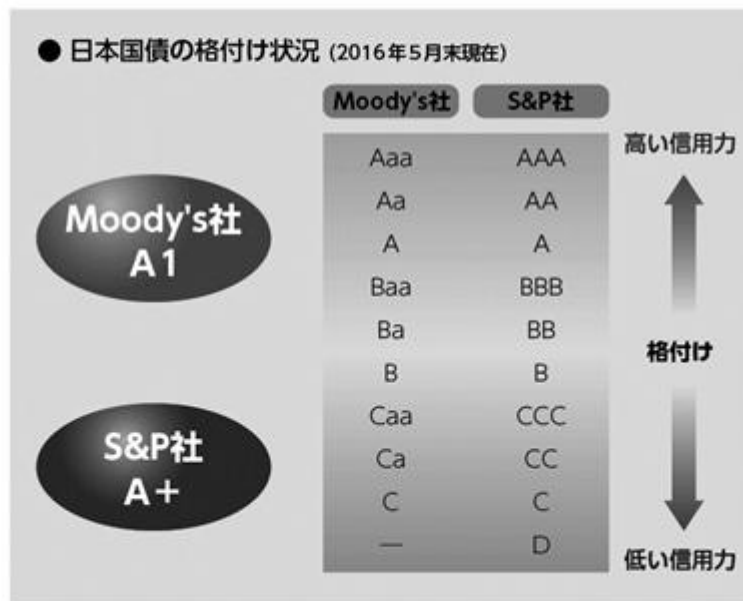 ● 日本国債の格付け状況 (2016年5月末現在)
Moody's社 S&P社
高い信用力
Aaa AAA
Aa AA
Moody's社
A1
A A
Baa BBB
Ba BB
格付け
B B
Caa CCC
S&P社
A+
Ca CC
C C
— D
低い信用力